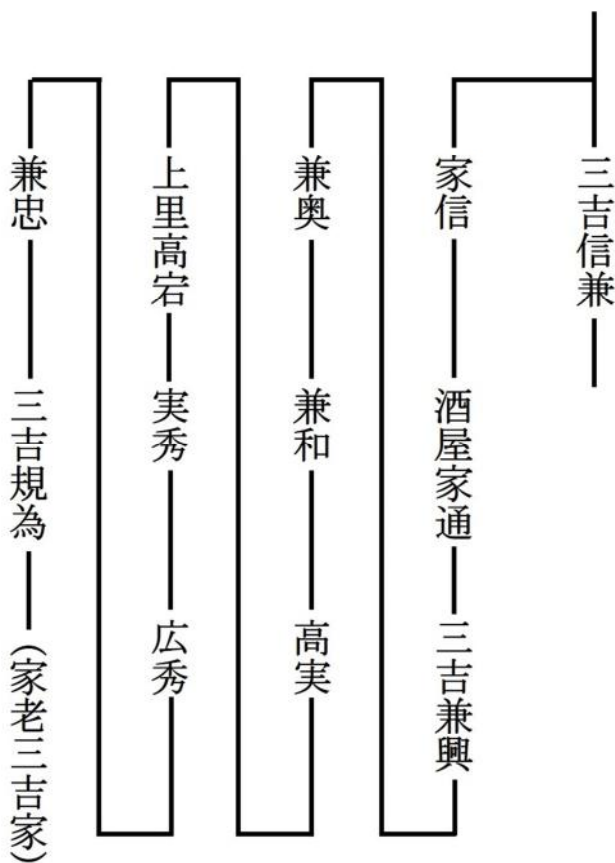 三吉信兼
家信
酒屋家通
三吉兼興
兼奥
兼和
高実
上里高宕
実秀
広秀
兼忠
三吉規為
(家老三吉家)